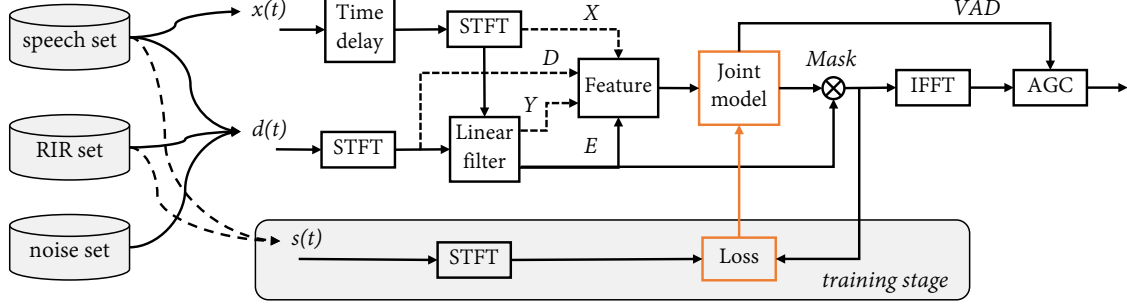 speech set
x(t)
Time
delay
STFT
X
VAD
D
Feature
Joint
model
Mask
IFFT
AGC
RIR set
d(t)
STFT
Y
Linear
filter
E
noise set
s(t)
STFT
Loss
training stage